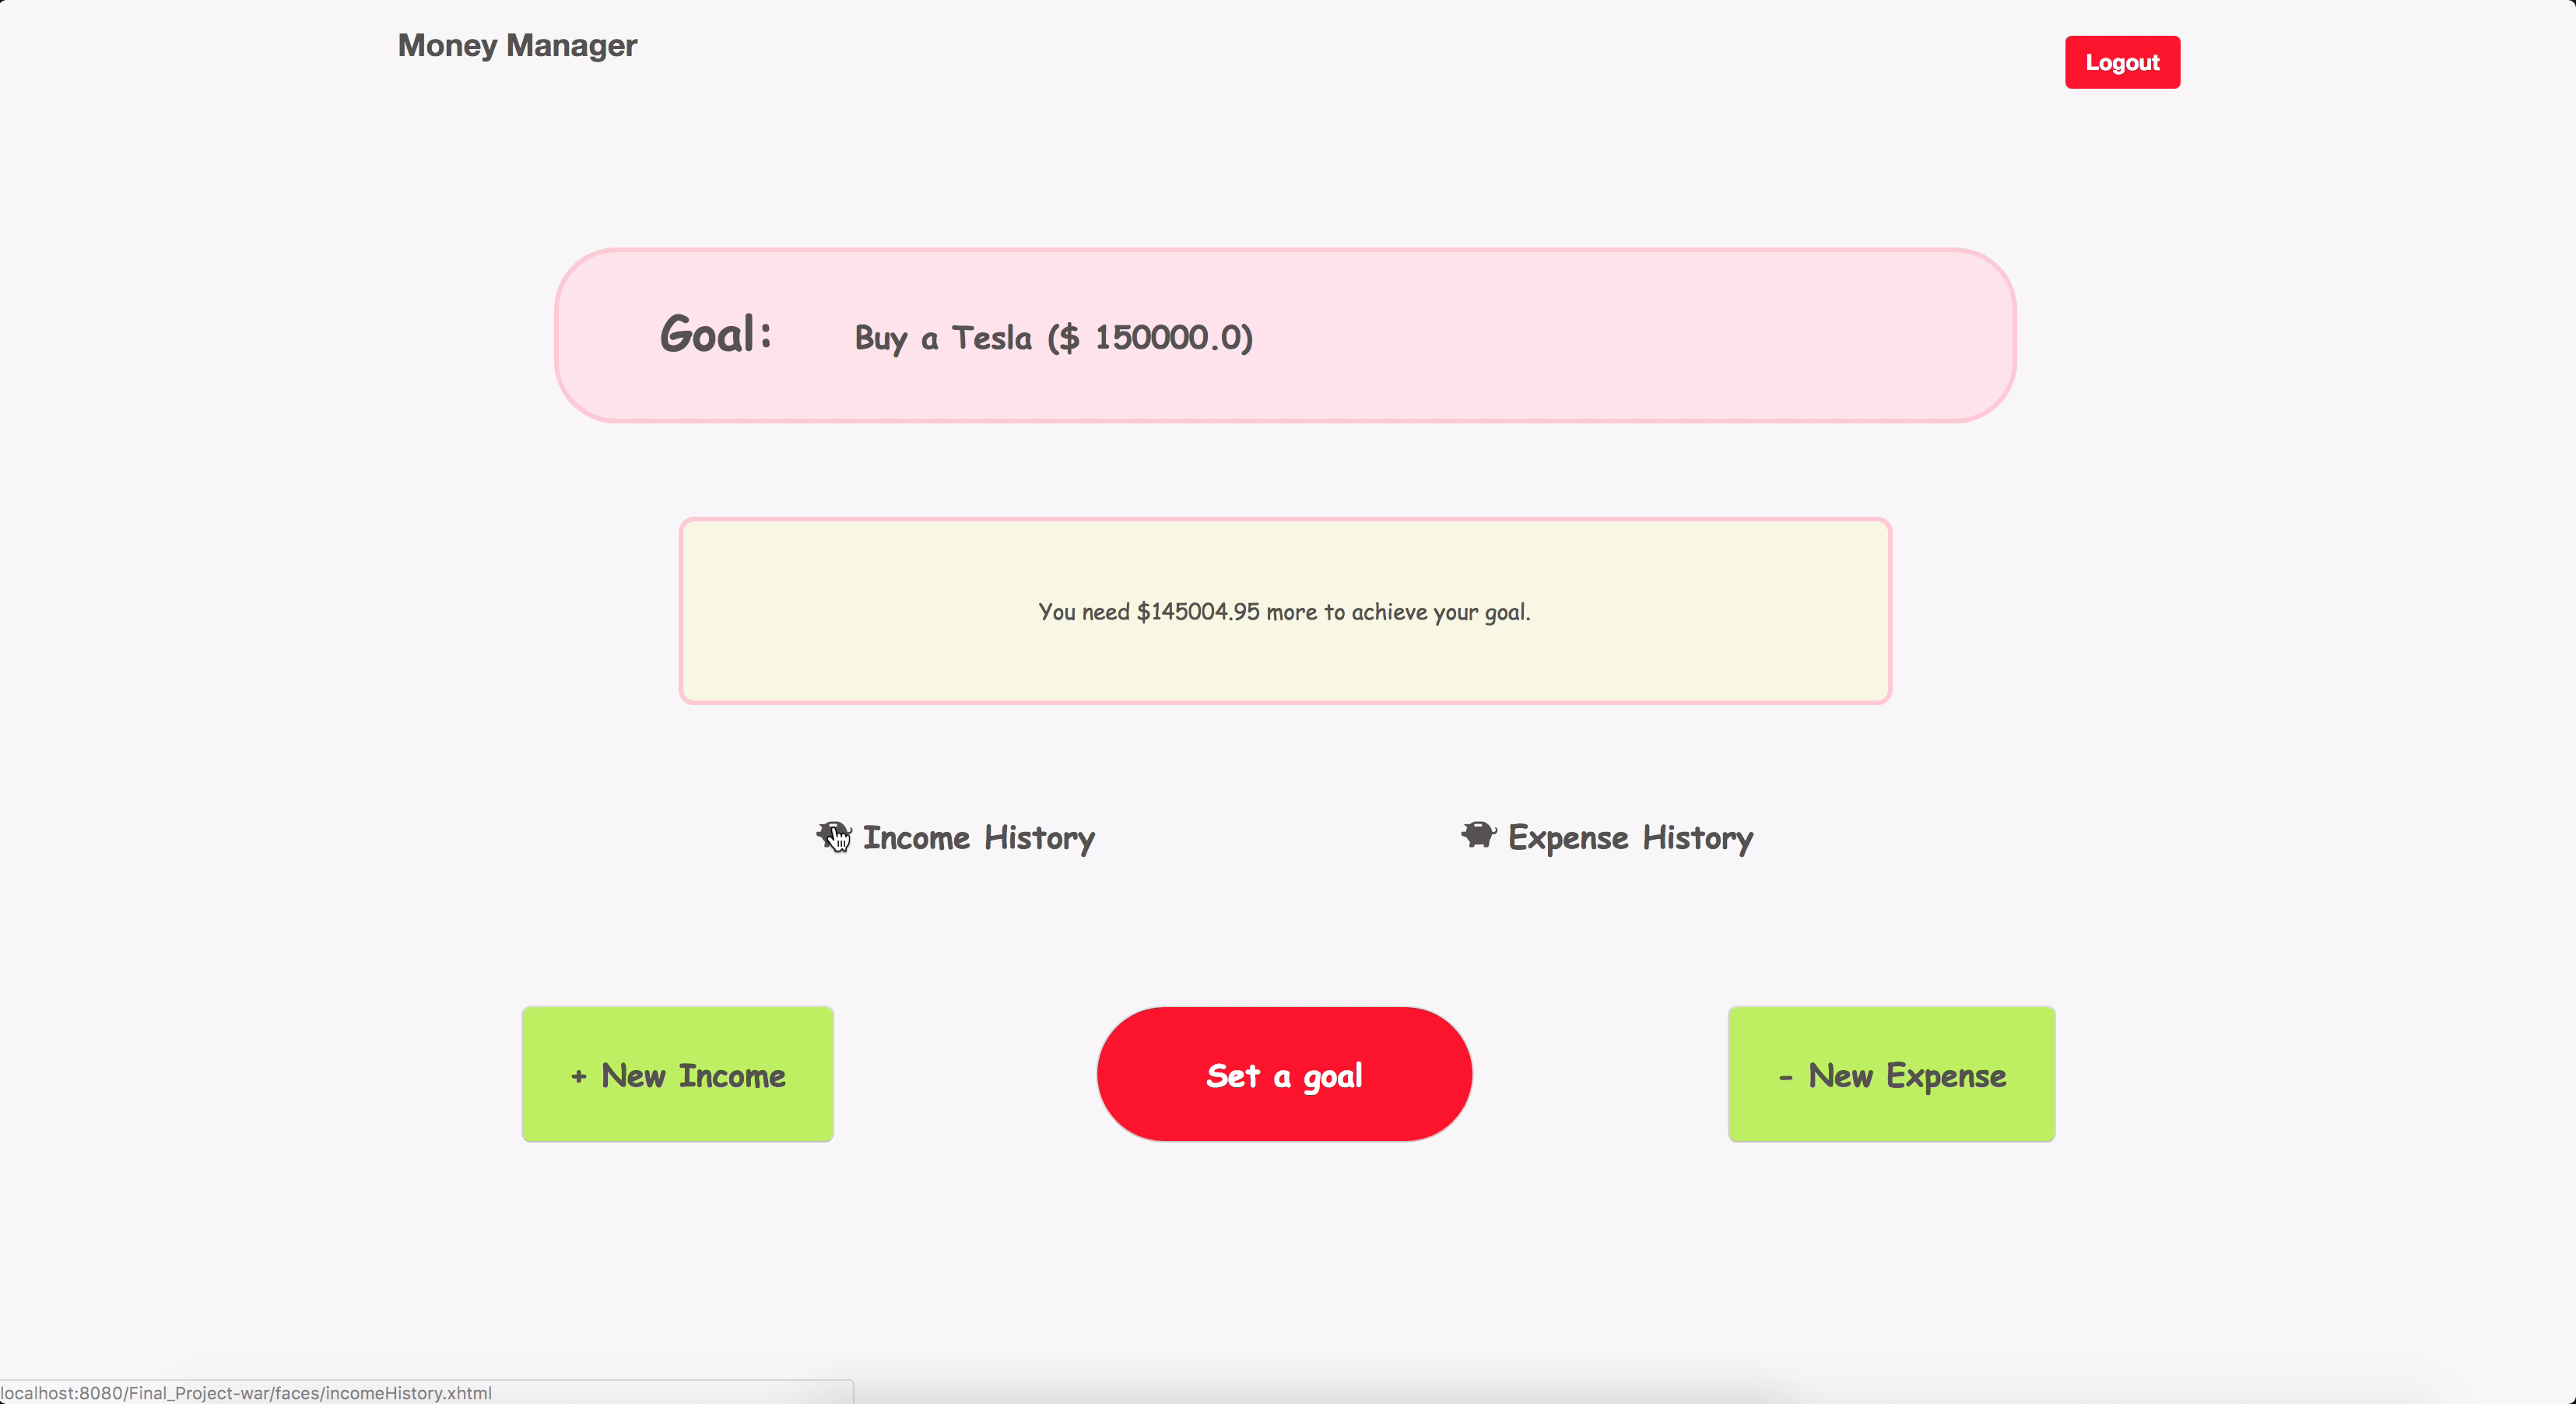 Money Manager
Logout
Goal: Buy a Tesla ($ 150000.0)
You need $145004.95 more to achieve your goal.
Income History
Expense History
+ New Income
Set a goal
- New Expense
localhost:8080/Final_Project-war/faces/incomeHistory.xhtml